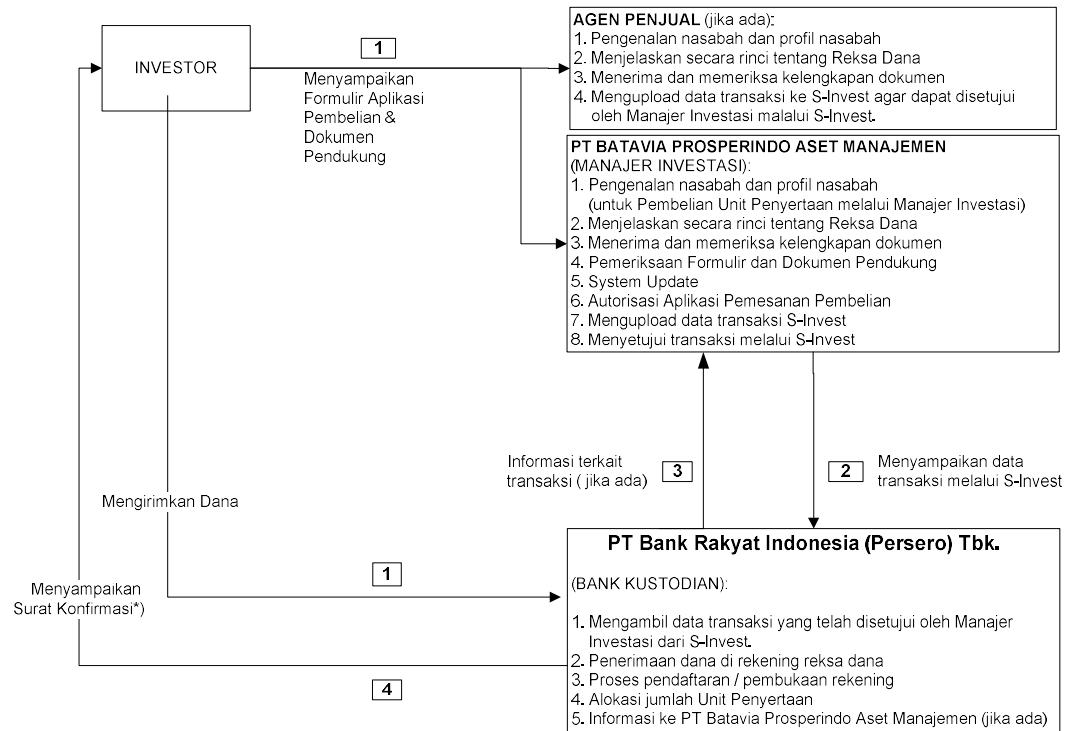 INVESTOR
1
Menyampaikan
Formulir Aplikasi
Pembelian &
Dokumen
Pendukung
AGEN PENJUAL (jika ada):
1. Pengenalan nasabah dan profil nasabah
2. Menjelaskan secara rinci tentang Reksa Dana
3. Menerima dan memeriksa kelengkapan dokumen
4. Mengupload data transaksi ke S-Invest agar dapat disetujui
oleh Manajer Investasi malalui S-Invest.
PT BATAVIA PROSPERINDO ASET MANAJEMEN
(MANAJER INVESTASI):
1. Pengenalan nasabah dan profil nasabah
(untuk Pembelian Unit Penyertaan melalui Manajer Investasi)
2. Menjelaskan secara rinci tentang Reksa Dana
3. Menerima dan memeriksa kelengkapan dokumen
4. Pemeriksaan Formulir dan Dokumen Pendukung
5. System Update
6. Autorisasi Aplikasi Pemesanan Pembelian
7. Mengupload data transaksi S-Invest
8. Menyetujui transaksi melalui S-Invest
Informasi terkait
transaksi ( jika ada)
3
2
Menyampaikan data
transaksi melalui S-Invest
Mengirimkan Dana
1
Menyampaikan
Surat Konfirmasi*)
4
PT Bank Rakyat Indonesia (Persero) Tbk.
(BANK KUSTODIAN):
1. Mengambil data transaksi yang telah disetujui oleh Manajer
Investasi dari S-Invest.
2. Penerimaan dana di rekening reksa dana
3. Proses pendaftaran / pembukaan rekening
4. Alokasi jumlah Unit Penyertaan
5. Informasi ke PT Batavia Prosperindo Aset Manajemen (jika ada)